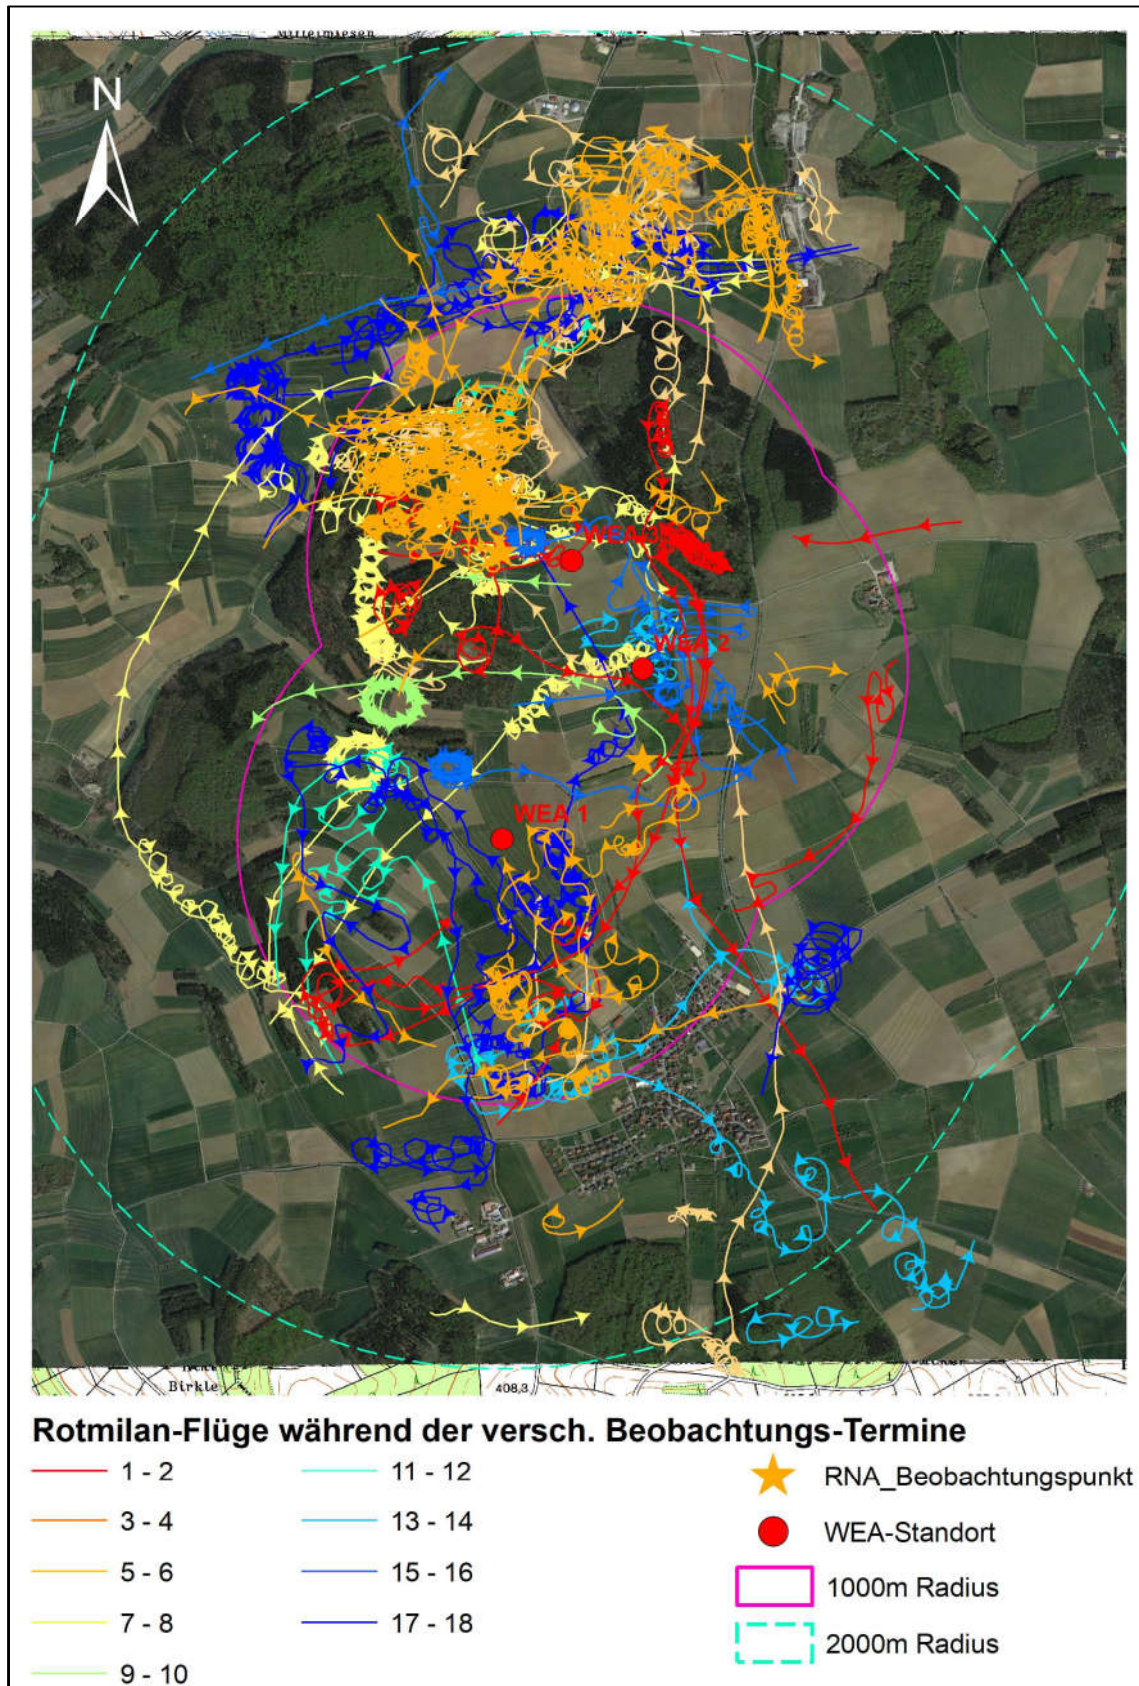 N
WEA 3
WEA 2
WEA 1
Birkle
408,3
Rotmilan-Flüge während der versch. Beobachtungs-Termine
1 - 2
3 - 4
5 - 6
7 - 8
9 - 10
11 - 12
13 - 14
15 - 16
17 - 18
RNA_Beobachtungspunkt
WEA-Standort
1000m Radius
2000m Radius